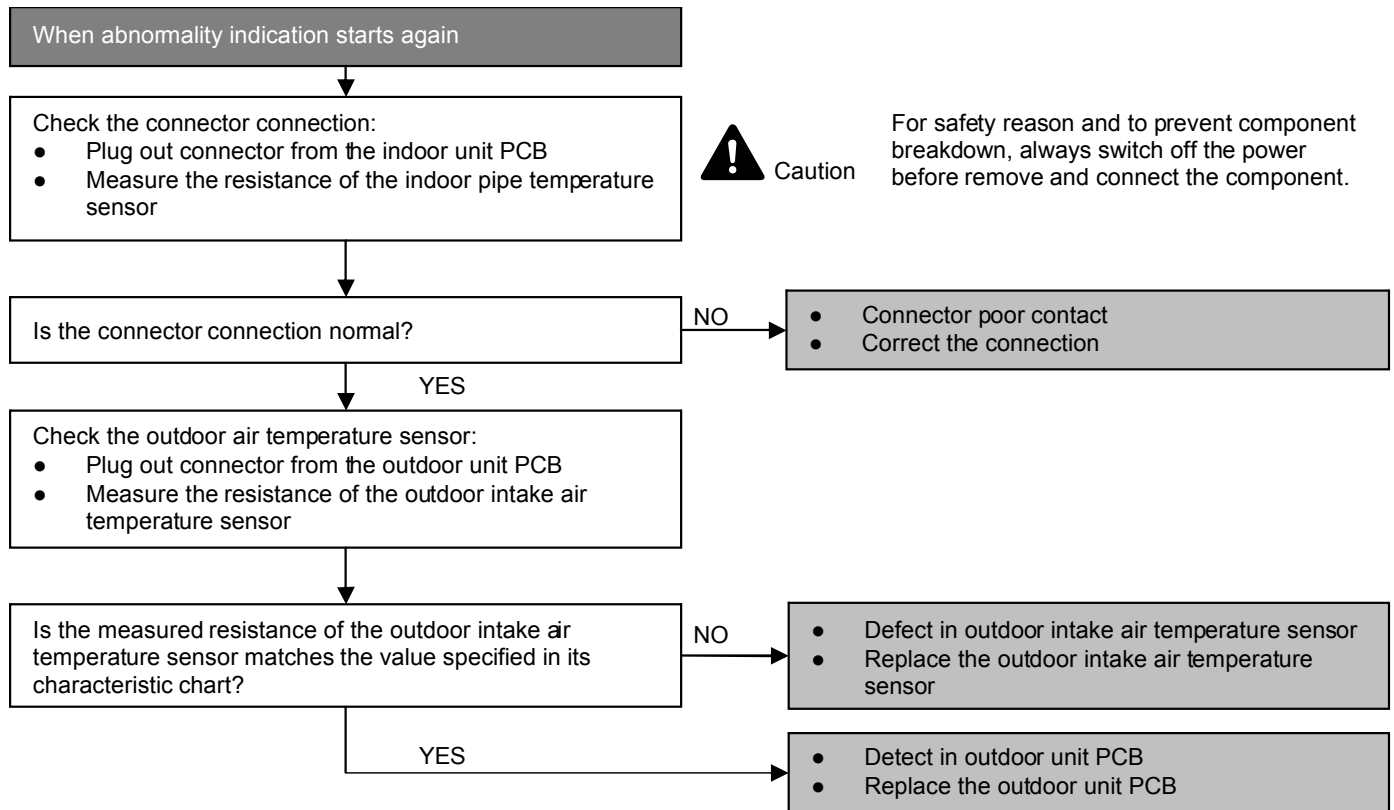 When abnormality indication starts again
Check the connector connection:
● Plug out connector from the indoor unit PCB
● Measure the resistance of the indoor pipe temperature
sensor
Caution
For safety reason and to prevent component
breakdown, always switch off the power
before remove and connect the component.
Is the connector connection normal?
NO
● Connector poor contact
● Correct the connection
YES
Check the outdoor air temperature sensor:
● Plug out connector from the outdoor unit PCB
● Measure the resistance of the outdoor intake air
temperature sensor
Is the measured resistance of the outdoor intake air
temperature sensor matches the value specified in its
characteristic chart?
NO
● Defect in outdoor intake air temperature sensor
● Replace the outdoor intake air temperature
sensor
YES
● Detect in outdoor unit PCB
● Replace the outdoor unit PCB